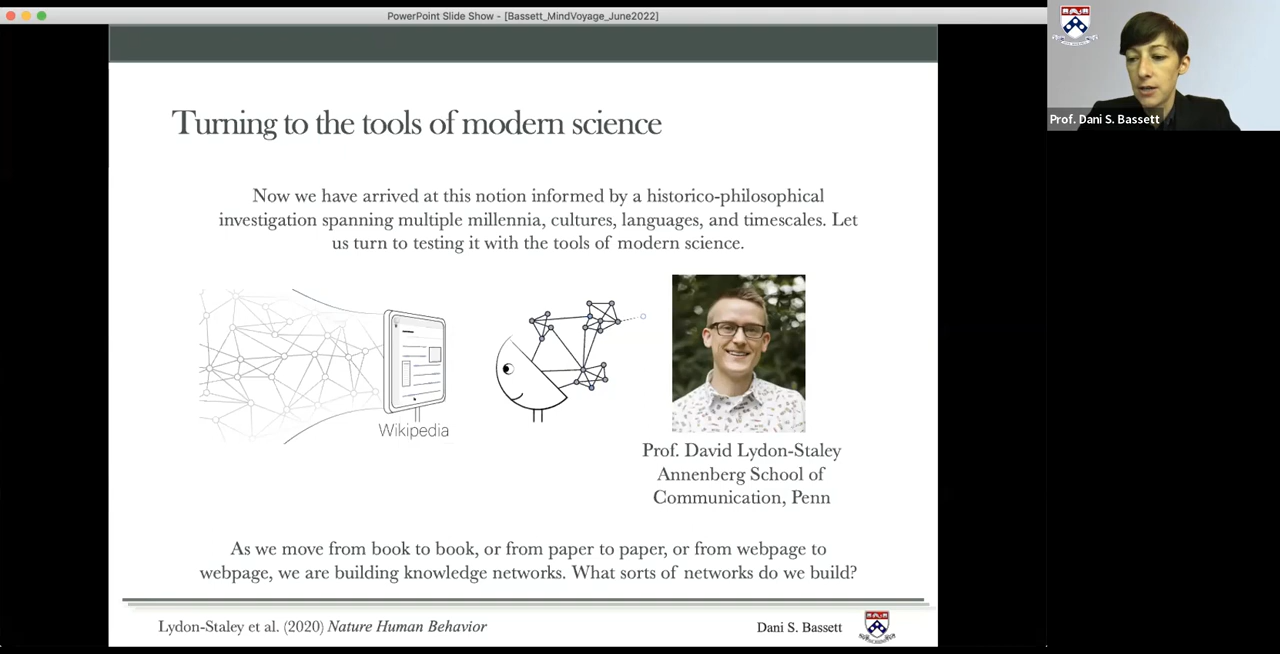 PowerPoint Slide Show - [Bassett_MindVoyage_June2022]
Turning to the tools of modern science
Now we have arrived at this notion informed by a historico-philosophical
investigation spanning multiple millennia, cultures, languages, and timescales. Let
us turn to testing it with the tools of modern science.
Wikipedia
Prof. David Lydon-Staley
Annenberg School of
Communication, Penn
As we move from book to book, or from paper to paper, or from webpage to
webpage, we are building knowledge networks. What sorts of networks do we build?
Lydon-Staley et al. (2020) Nature Human Behavior
Dani S. Bassett
Prof. Dani S. Bassett